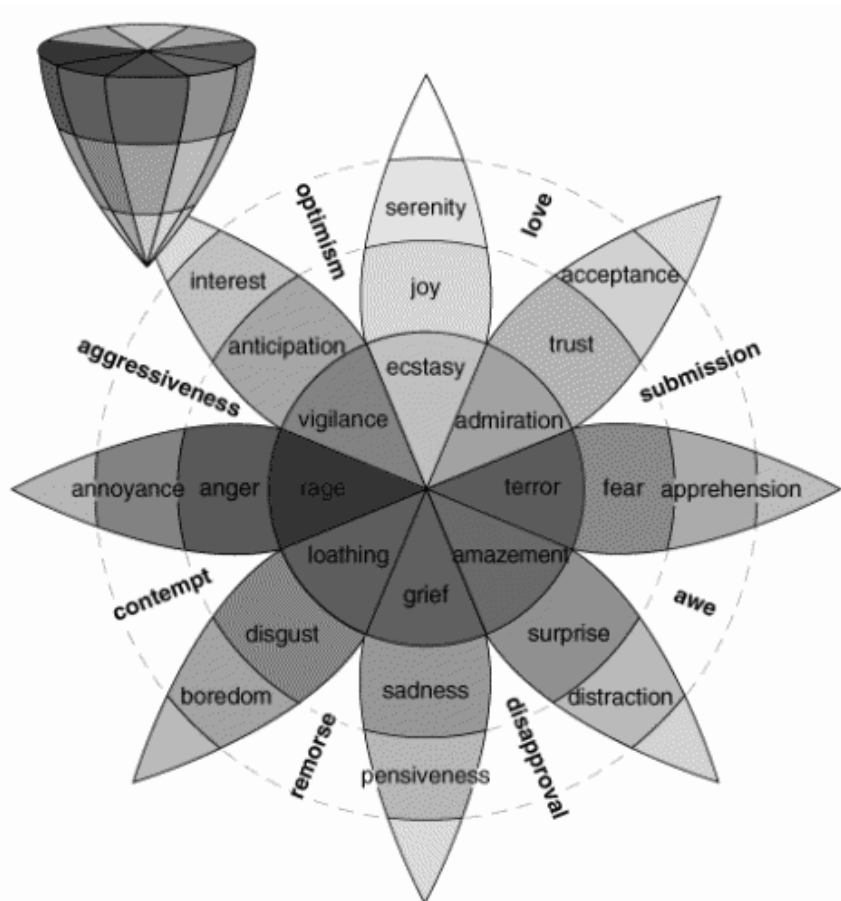 optimism
love
serenity
interest
acceptance
joy
anticipation
trust
aggressiveness
submission
ecstasy
vigilance
admiration
annoyance
anger
rage
terror
fear
apprehension
loathing
amazement
contempt
grief
awe
disgust
surprise
boredom
sadness
distraction
remorse
disapproval
pensiveness